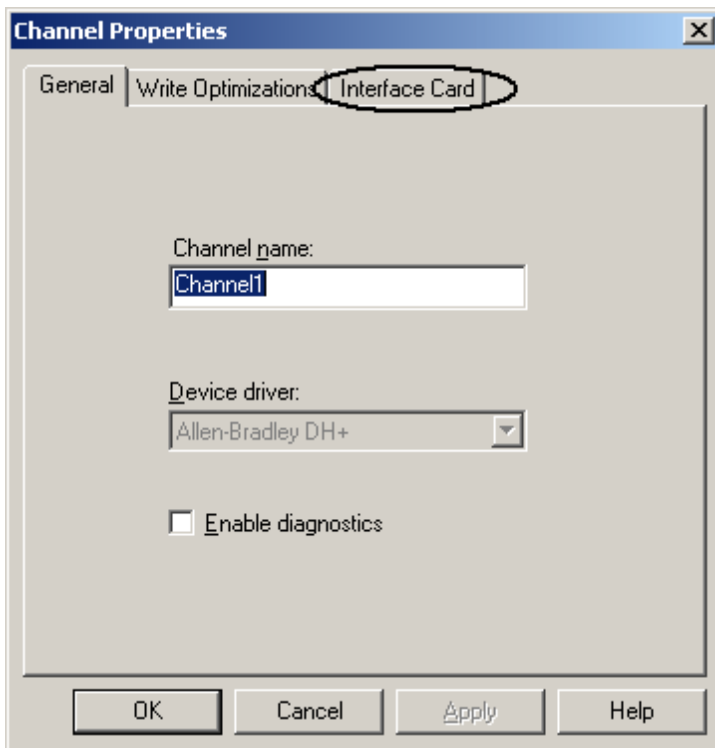 Channel Properties
General Write Optimizations Interface Card
Channel name:
Channel1
Device driver:
Allen-Bradley DH+
Enable diagnostics
OK Cancel Apply Help